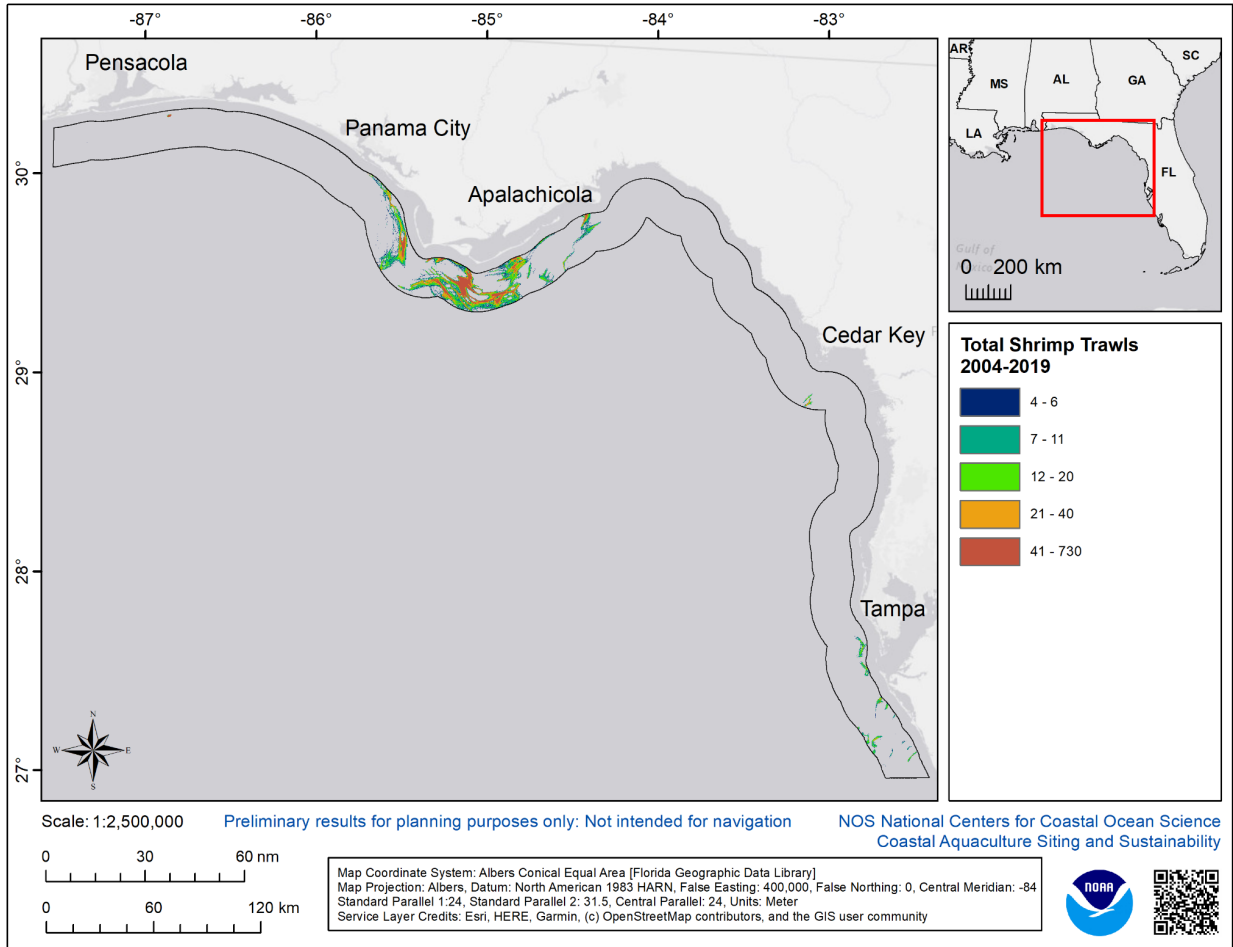 -87°
-86°
-85°
-84°
-83°
30°
29°
28°
27°
Pensacola
Panama City
Apalachicola
Cedar Key
Tampa
N
W
E
S
AR
MS
AL
GA
SC
LA
FL
Gulf of
Mexico
0 200 km
Total Shrimp Trawls
2004-2019
4 - 6
7 - 11
12 - 20
21 - 40
41 - 730
Scale: 1:2,500,000
Preliminary results for planning purposes only: Not intended for navigation
NOS National Centers for Coastal Ocean Science
Coastal Aquaculture Siting and Sustainability
0 30 60 nm
0 60 120 km
Map Coordinate System: Albers Conical Equal Area [Florida Geographic Data Library]
Map Projection: Albers, Datum: North American 1983 HARN, False Easting: 400,000, False Northing: 0, Central Meridian: -84
Standard Parallel 1:24, Standard Parallel 2: 31.5, Central Parallel: 24, Units: Meter
Service Layer Credits: Esri, HERE, Garmin, (c) OpenStreetMap contributors, and the GIS user community
NOAA